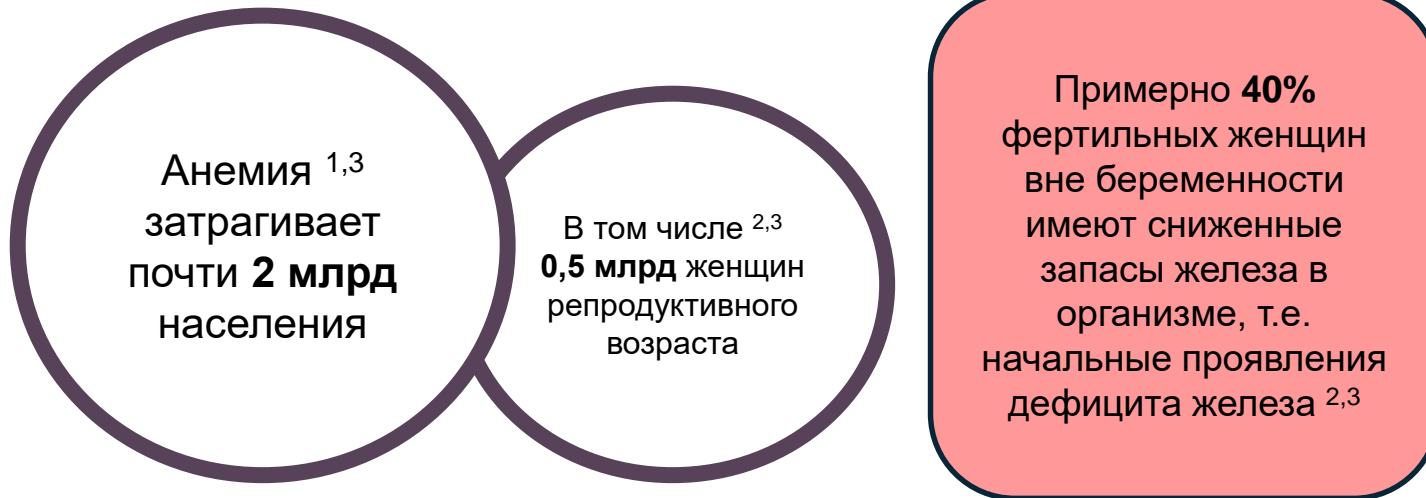 Анемия 1,3
затрагивает
почти 2 млрд
населения
В том числе 2,3
0,5 млрд женщин
репродуктивного
возраста
Примерно 40%
фертильных женщин
вне беременности
имеют сниженные
запасы железа в
организме, т.е.
начальные проявления
дефицита железа 2,3